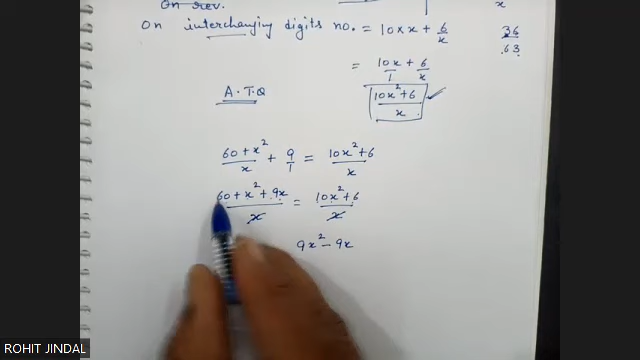 On rev.
x
On interchanging digits no. = 10×x + 6/x
36
63
= 10x/1 + 6/x
A.T.Q
(10x²+6)/x
(60+x²)/x + 9/1 = (10x²+6)/x
(60+x²+9x)/x = (10x²+6)/x
9x² - 9x
ROHIT JINDAL